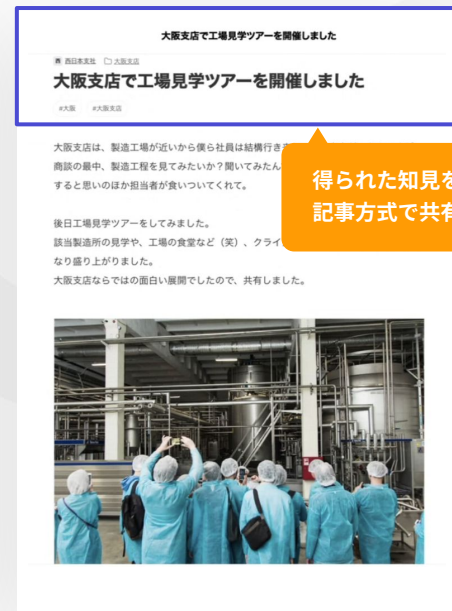 大阪支店で工場見学ツアーを開催しました
西 西日本支社 大阪支店
大阪支店で工場見学ツアーを開催しました
#大阪 #大阪支店
大阪支店は、製造工場が近いから僕ら社員は結構行き
商談の最中、製造工程を見てみたいか？聞いてみたん
すると思いのほか担当者が食いついてくれて。
得られた知見を
記事方式で共有
後日工場見学ツアーをしてみました。
該当製造所の見学や、工場の食堂など（笑）、クライ
なり盛り上がりました。
大阪支店ならではの面白い展開でしたので、共有しました。